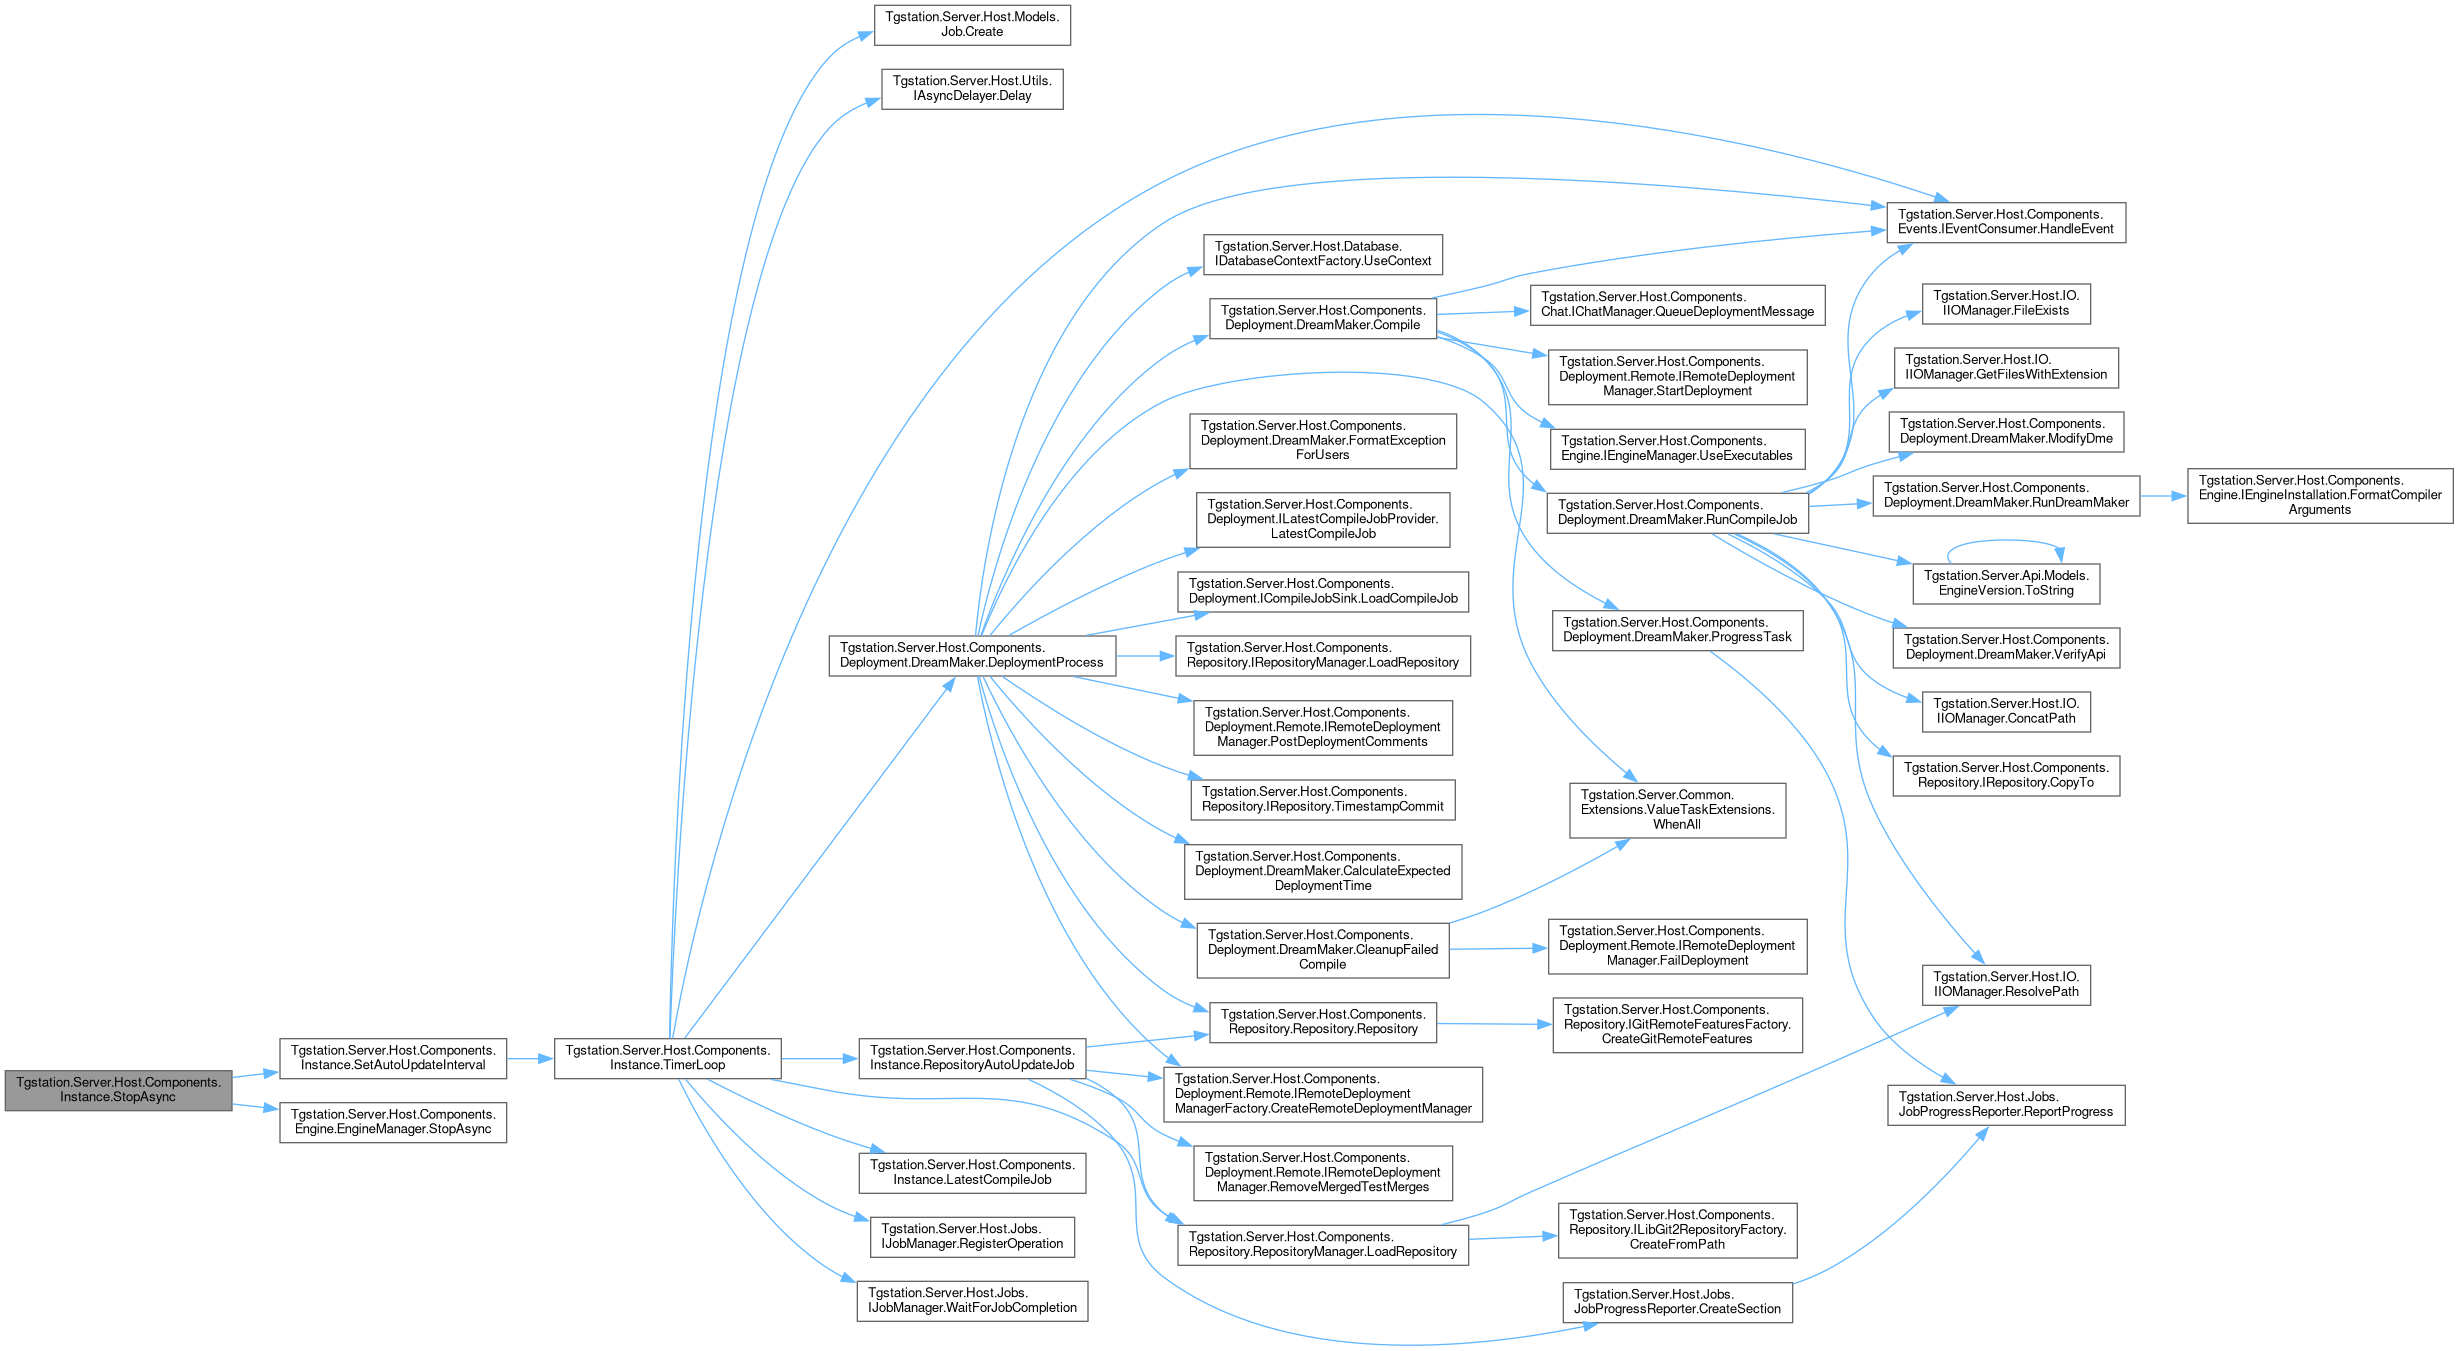 Tgstation.Server.Host.Components.
Instance.StopAsync
Tgstation.Server.Host.Components.
Instance.SetAutoUpdateInterval
Tgstation.Server.Host.Components.
Engine.EngineManager.StopAsync
Tgstation.Server.Host.Components.
Instance.TimerLoop
Tgstation.Server.Host.Models.
Job.Create
Tgstation.Server.Host.Utils.
IAsyncDelayer.Delay
Tgstation.Server.Host.Components.
Deployment.DreamMaker.DeploymentProcess
Tgstation.Server.Host.Components.
Instance.RepositoryAutoUpdateJob
Tgstation.Server.Host.Components.
Instance.LatestCompileJob
Tgstation.Server.Host.Jobs.
IJobManager.RegisterOperation
Tgstation.Server.Host.Jobs.
IJobManager.WaitForJobCompletion
Tgstation.Server.Host.Database.
IDatabaseContextFactory.UseContext
Tgstation.Server.Host.Components.
Deployment.DreamMaker.Compile
Tgstation.Server.Host.Components.
Deployment.DreamMaker.FormatException
ForUsers
Tgstation.Server.Host.Components.
Deployment.ILatestCompileJobProvider.
LatestCompileJob
Tgstation.Server.Host.Components.
Deployment.ICompileJobSink.LoadCompileJob
Tgstation.Server.Host.Components.
Repository.IRepositoryManager.LoadRepository
Tgstation.Server.Host.Components.
Deployment.Remote.IRemoteDeployment
Manager.PostDeploymentComments
Tgstation.Server.Host.Components.
Repository.IRepository.TimestampCommit
Tgstation.Server.Host.Components.
Deployment.DreamMaker.CalculateExpected
DeploymentTime
Tgstation.Server.Host.Components.
Deployment.DreamMaker.CleanupFailed
Compile
Tgstation.Server.Host.Components.
Repository.Repository.Repository
Tgstation.Server.Host.Components.
Deployment.Remote.IRemoteDeployment
ManagerFactory.CreateRemoteDeploymentManager
Tgstation.Server.Host.Components.
Deployment.Remote.IRemoteDeployment
Manager.RemoveMergedTestMerges
Tgstation.Server.Host.Components.
Repository.RepositoryManager.LoadRepository
Tgstation.Server.Host.Components.
Chat.IChatManager.QueueDeploymentMessage
Tgstation.Server.Host.Components.
Deployment.Remote.IRemoteDeployment
Manager.StartDeployment
Tgstation.Server.Host.Components.
Engine.IEngineManager.UseExecutables
Tgstation.Server.Host.Components.
Deployment.DreamMaker.RunCompileJob
Tgstation.Server.Host.Components.
Deployment.DreamMaker.ProgressTask
Tgstation.Server.Common.
Extensions.ValueTaskExtensions.
WhenAll
Tgstation.Server.Host.Components.
Deployment.Remote.IRemoteDeployment
Manager.FailDeployment
Tgstation.Server.Host.Components.
Repository.IGitRemoteFeaturesFactory.
CreateGitRemoteFeatures
Tgstation.Server.Host.Components.
Repository.ILibGit2RepositoryFactory.
CreateFromPath
Tgstation.Server.Host.Jobs.
JobProgressReporter.CreateSection
Tgstation.Server.Host.Components.
Events.IEventConsumer.HandleEvent
Tgstation.Server.Host.IO.
IIOManager.FileExists
Tgstation.Server.Host.IO.
IIOManager.GetFilesWithExtension
Tgstation.Server.Host.Components.
Deployment.DreamMaker.ModifyDme
Tgstation.Server.Host.Components.
Deployment.DreamMaker.RunDreamMaker
Tgstation.Server.Api.Models.
EngineVersion.ToString
Tgstation.Server.Host.Components.
Deployment.DreamMaker.VerifyApi
Tgstation.Server.Host.IO.
IIOManager.ConcatPath
Tgstation.Server.Host.Components.
Repository.IRepository.CopyTo
Tgstation.Server.Host.IO.
IIOManager.ResolvePath
Tgstation.Server.Host.Jobs.
JobProgressReporter.ReportProgress
Tgstation.Server.Host.Components.
Engine.IEngineInstallation.FormatCompiler
Arguments